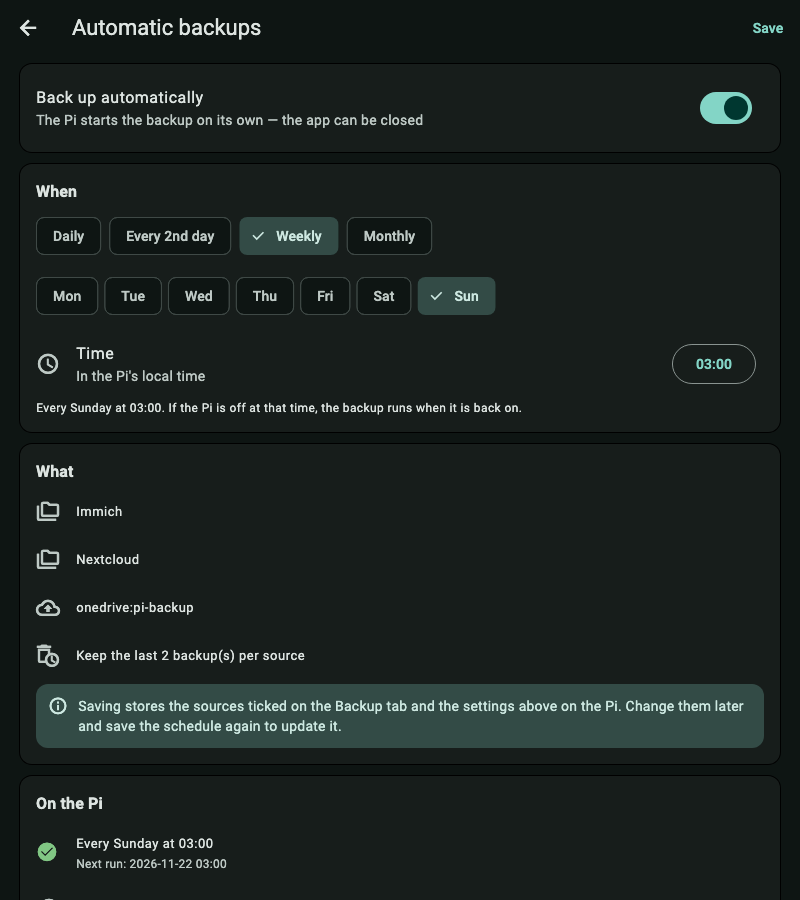 Automatic backups
Save
Back up automatically
The Pi starts the backup on its own — the app can be closed
When
Daily
Every 2nd day
Weekly
Monthly
Mon
Tue
Wed
Thu
Fri
Sat
Sun
Time
In the Pi's local time
03:00
Every Sunday at 03:00. If the Pi is off at that time, the backup runs when it is back on.
What
Immich
Nextcloud
onedrive:pi-backup
Keep the last 2 backup(s) per source
Saving stores the sources ticked on the Backup tab and the settings above on the Pi. Change them later
and save the schedule again to update it.
On the Pi
Every Sunday at 03:00
Next run: 2026-11-22 03:00